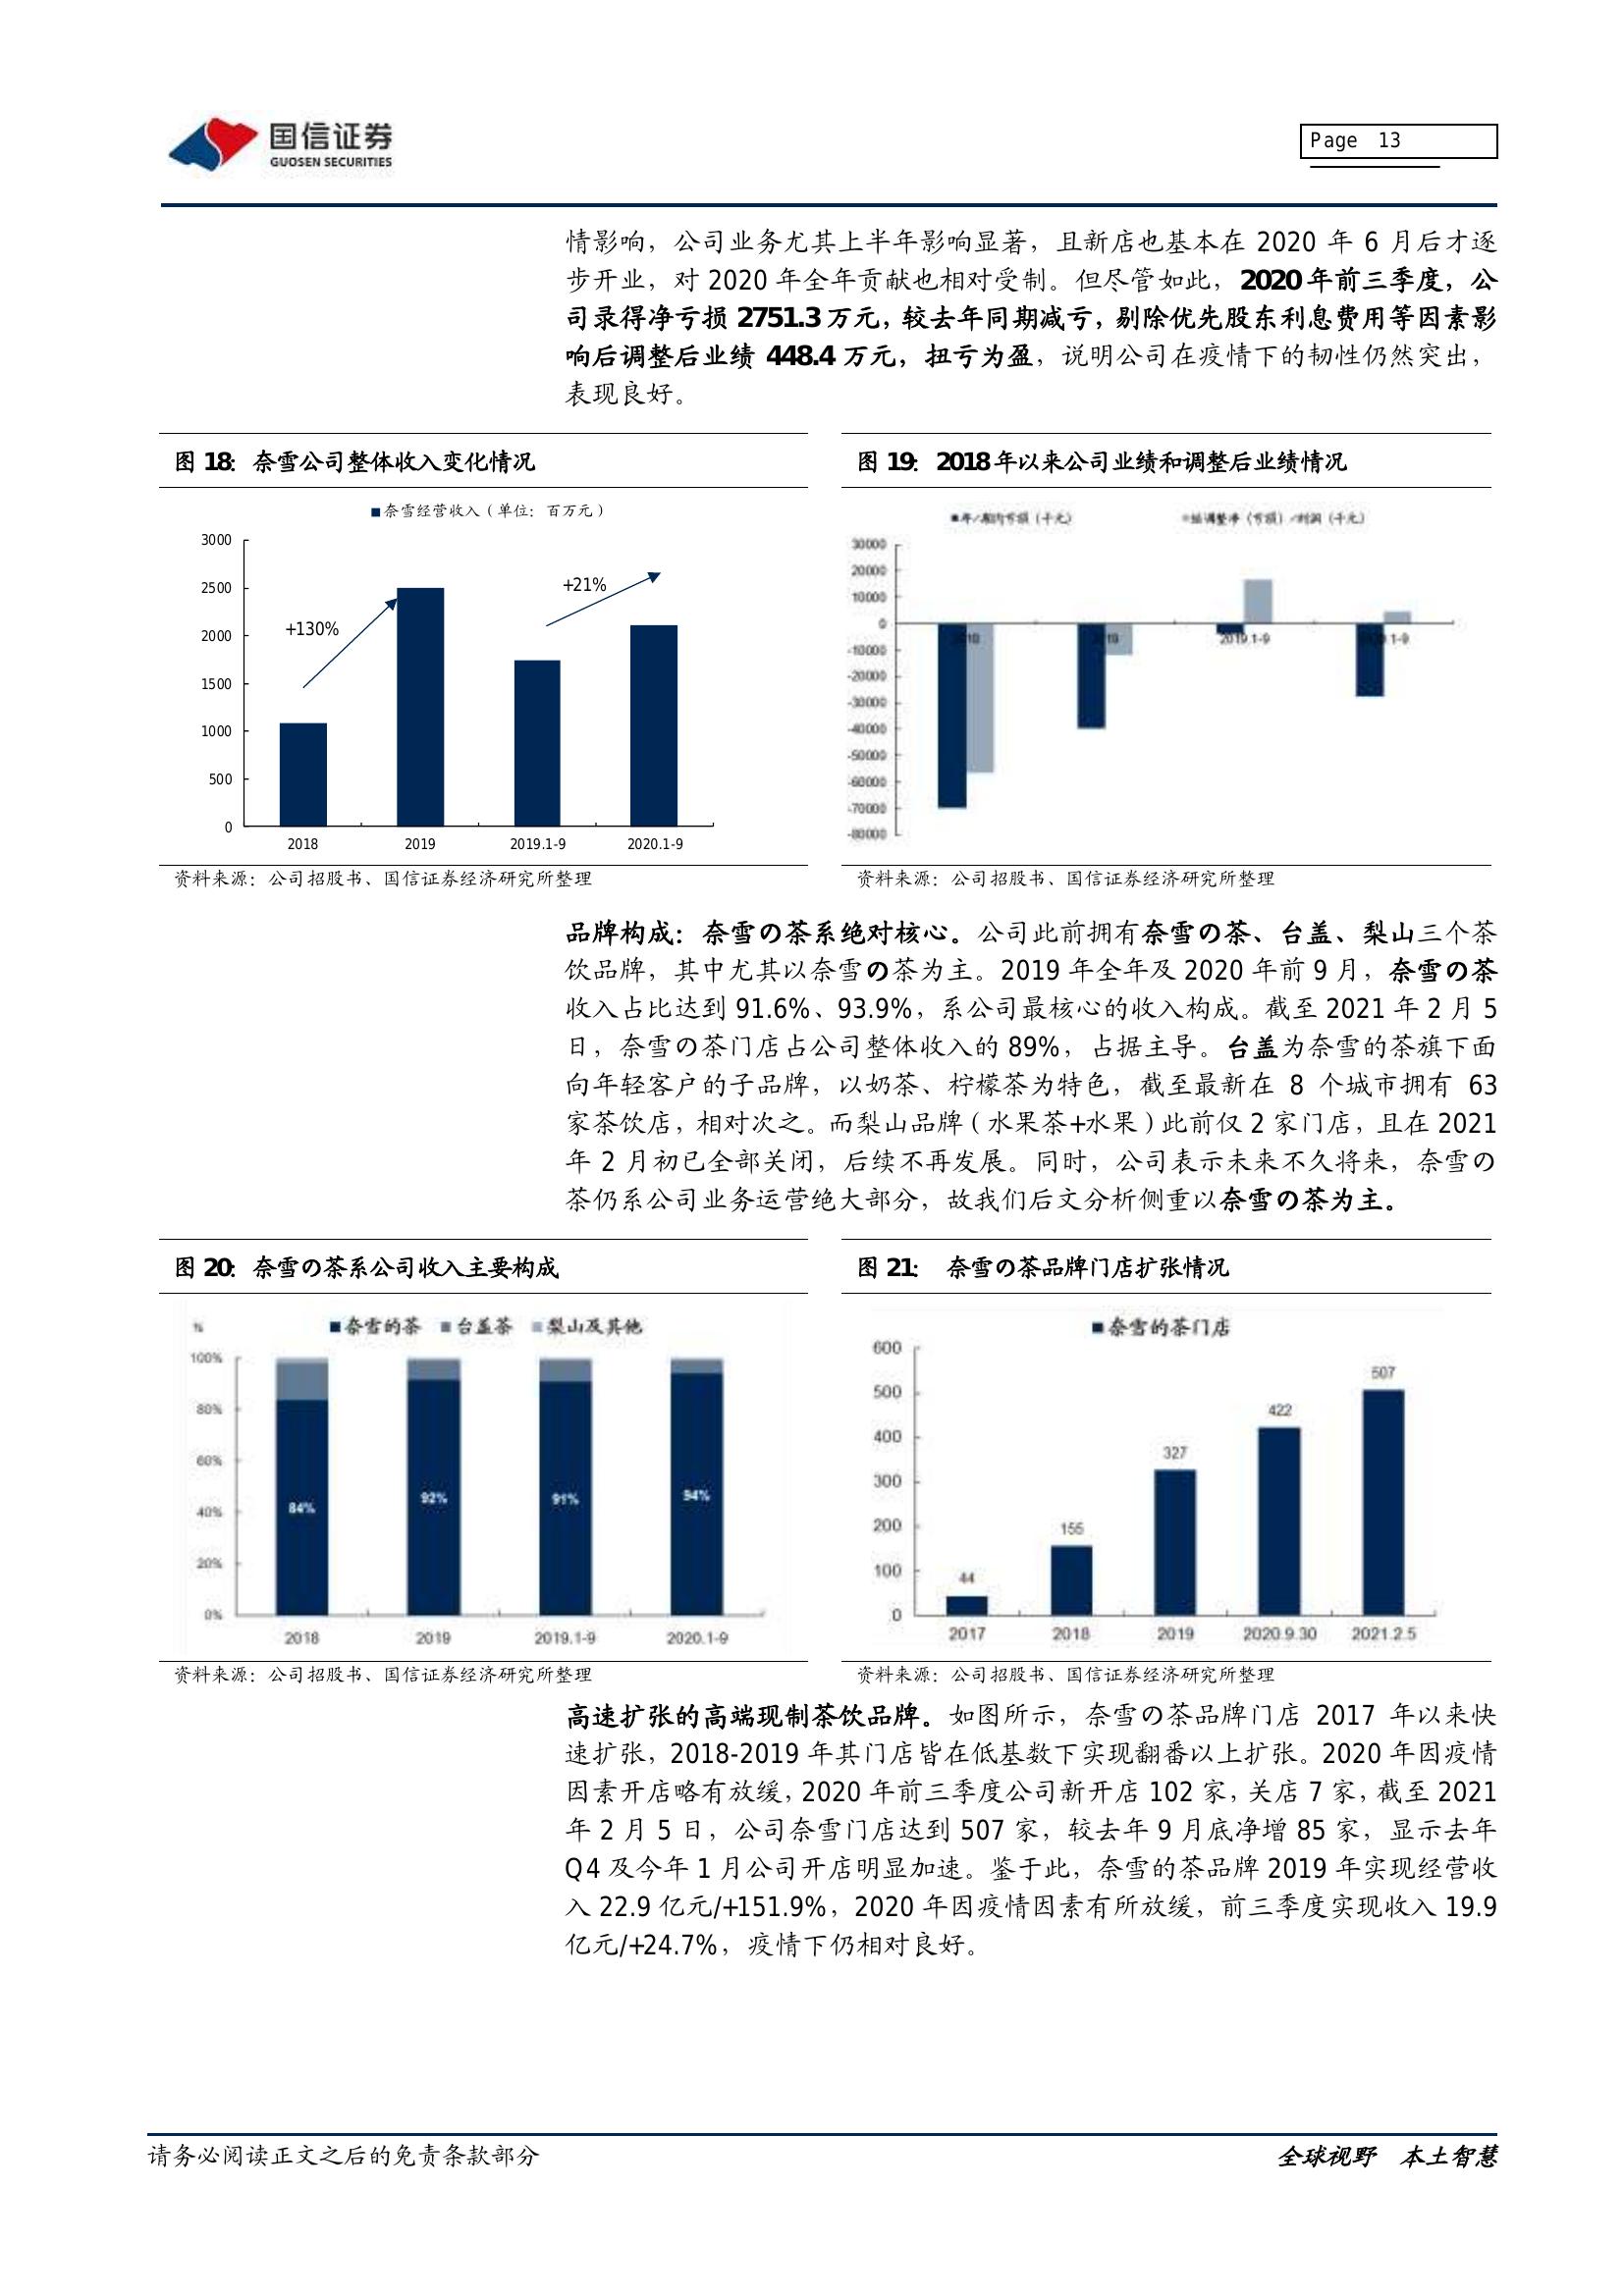 国信证券
GUOSEN SECURITIES
Page 13
情影响，公司业务尤其上半年影响显著，且新店也基本在 2020 年 6 月后才逐
步开业，对 2020 年全年贡献也相对受制。但尽管如此，2020 年前三季度，公
司录得净亏损 2751.3 万元，较去年同期减亏，剔除优先股东利息费用等因素影
响后调整后业绩 448.4 万元，扭亏为盈，说明公司在疫情下的韧性仍然突出，
表现良好。
图 18：奈雪公司整体收入变化情况
奈雪经营收入（单位：百万元）
3000
2500
2000
1500
1000
500
0
+130%
+21%
2018 2019 2019.1-9 2020.1-9
资料来源：公司招股书、国信证券经济研究所整理
图 19：2018 年以来公司业绩和调整后业绩情况
年/期内亏损（千元） 经调整净（亏损）/利润（千元）
30000
20000
10000
0
-10000
-20000
-30000
-40000
-50000
-60000
-70000
-80000
2019.1-9
资料来源：公司招股书、国信证券经济研究所整理
品牌构成：奈雪の茶系绝对核心。公司此前拥有奈雪の茶、台盖、梨山三个茶
饮品牌，其中尤其以奈雪の茶为主。2019 年全年及 2020 年前 9 月，奈雪の茶
收入占比达到 91.6%、93.9%，系公司最核心的收入构成。截至 2021 年 2 月 5
日，奈雪の茶门店占公司整体收入的 89%，占据主导。台盖为奈雪的茶旗下面
向年轻客户的子品牌，以奶茶、柠檬茶为特色，截至最新在 8 个城市拥有 63
家茶饮店，相对次之。而梨山品牌（水果茶+水果）此前仅 2 家门店，且在 2021
年 2 月初已全部关闭，后续不再发展。同时，公司表示未来不久将来，奈雪の
茶仍系公司业务运营绝大部分，故我们后文分析侧重以奈雪の茶为主。
图 20：奈雪の茶系公司收入主要构成
%
奈雪的茶 台盖茶 梨山及其他
100%
80%
60%
40%
20%
0%
84% 92% 91% 94%
2018 2019 2019.1-9 2020.1-9
资料来源：公司招股书、国信证券经济研究所整理
图 21： 奈雪の茶品牌门店扩张情况
奈雪的茶门店
600
500
400
300
200
100
0
44 155 327 422 507
2017 2018 2019 2020.9.30 2021.2.5
资料来源：公司招股书、国信证券经济研究所整理
高速扩张的高端现制茶饮品牌。如图所示，奈雪の茶品牌门店 2017 年以来快
速扩张，2018-2019 年其门店皆在低基数下实现翻番以上扩张。2020 年因疫情
因素开店略有放缓，2020 年前三季度公司新开店 102 家，关店 7 家，截至 2021
年 2 月 5 日，公司奈雪门店达到 507 家，较去年 9 月底净增 85 家，显示去年
Q4 及今年 1 月公司开店明显加速。鉴于此，奈雪的茶品牌 2019 年实现经营收
入 22.9 亿元/+151.9%，2020 年因疫情因素有所放缓，前三季度实现收入 19.9
亿元/+24.7%，疫情下仍相对良好。
请务必阅读正文之后的免责条款部分
全球视野 本土智慧